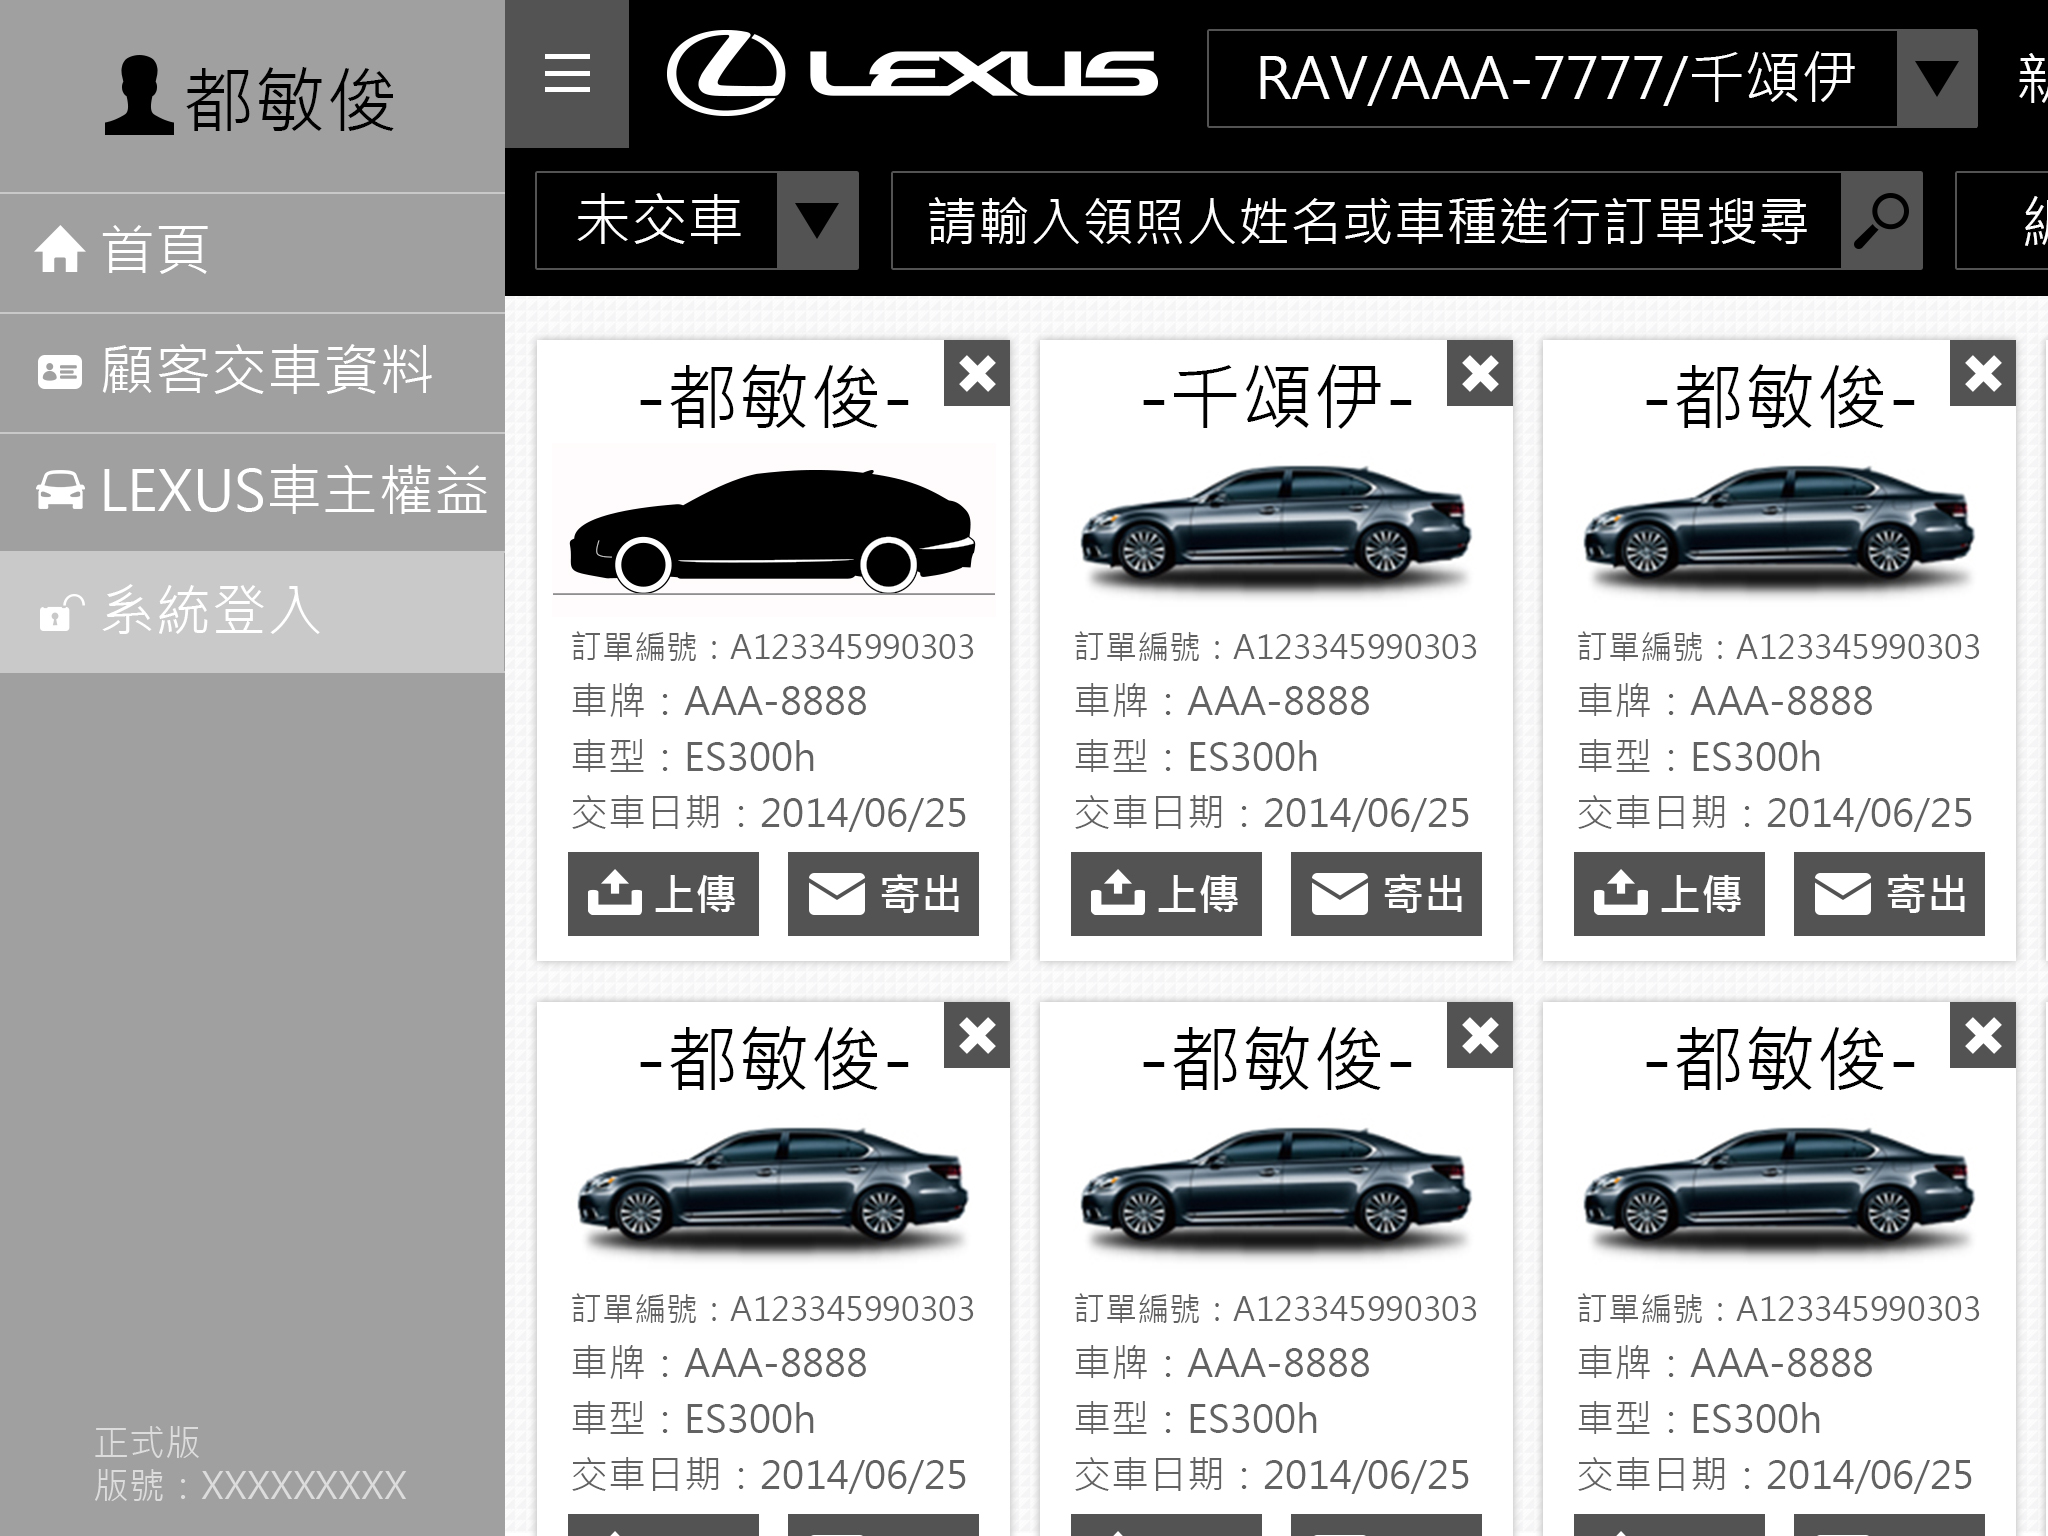 都敏俊
首頁
顧客交車資料
LEXUS車主權益
系統登入
正式版
版號：XXXXXXXXX
LEXUS
RAV/AAA-7777/千頌伊
未交車
請輸入領照人姓名或車種進行訂單搜尋
-都敏俊-
訂單編號：A123345990303
車牌：AAA-8888
車型：ES300h
交車日期：2014/06/25
上傳 寄出
-千頌伊-
訂單編號：A123345990303
車牌：AAA-8888
車型：ES300h
交車日期：2014/06/25
上傳 寄出
-都敏俊-
訂單編號：A123345990303
車牌：AAA-8888
車型：ES300h
交車日期：2014/06/25
上傳 寄出
-都敏俊-
訂單編號：A123345990303
車牌：AAA-8888
車型：ES300h
交車日期：2014/06/25
-都敏俊-
訂單編號：A123345990303
車牌：AAA-8888
車型：ES300h
交車日期：2014/06/25
-都敏俊-
訂單編號：A123345990303
車牌：AAA-8888
車型：ES300h
交車日期：2014/06/25